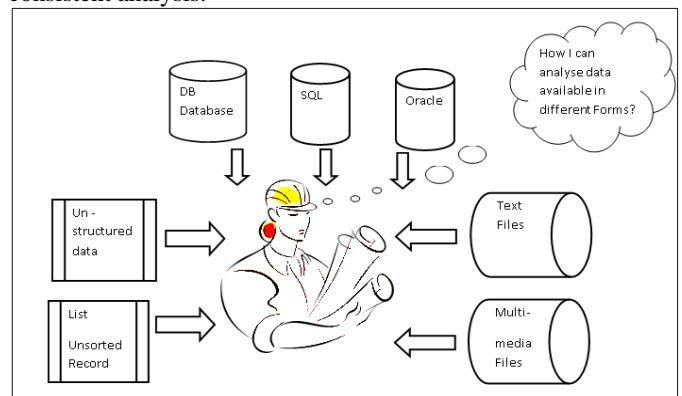 consistent analysis.
DB
Database
SQL
Oracle
How I can
analyse data
available in
different Forms?
Un -
structured
data
Text
Files
List
Unsorted
Record
Multi-
media
Files